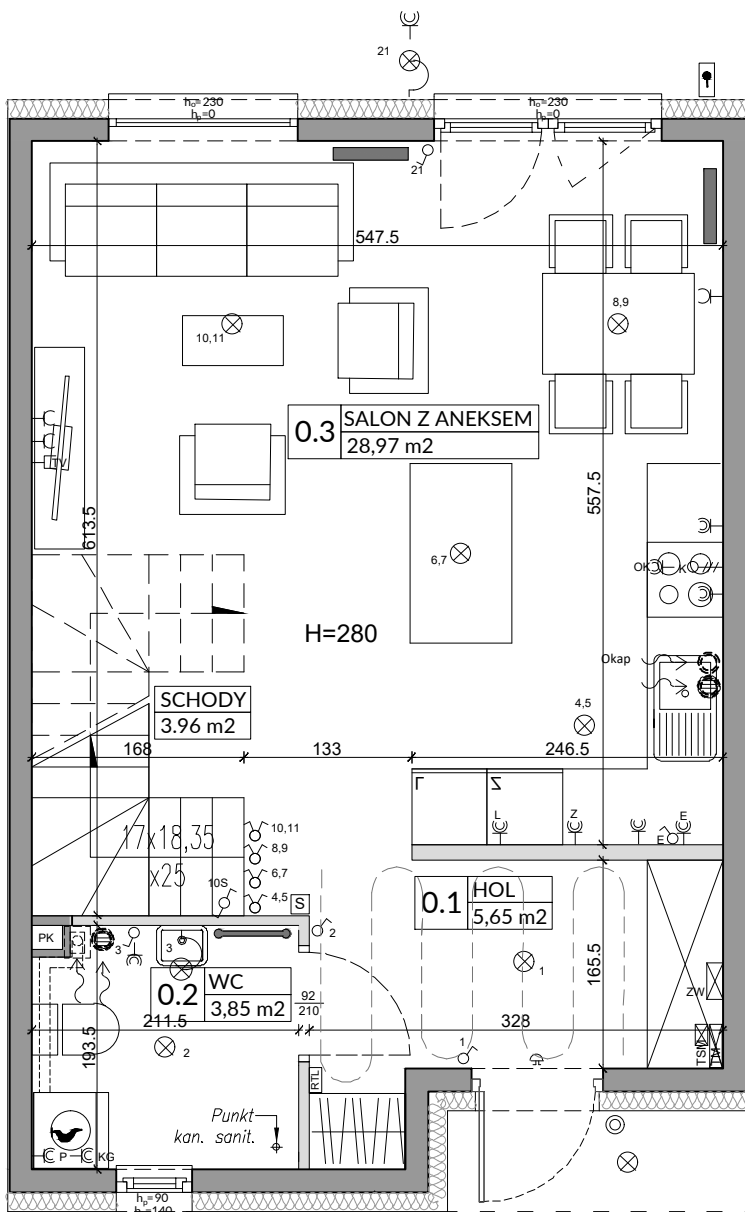 21
h₀=230
hₚ=0
h₀=230
hₚ=0
21
547.5
10,11
8,9
0.3
SALON Z ANEKSEM
28,97 m2
TV
613.5
557.5
6,7
OK
K
H=280
Okap
SCHODY
3.96 m2
4,5
168
133
246.5
L
Z
E
E
17x18,35
x25
10,11
8,9
6,7
4,5
10S
S
0.1
HOL
5,65 m2
PK
3
3
2
1
165.5
ZW
0.2
WC
3,85 m2
92
210
211.5
328
193.5
2
1
TSM
RTL
Punkt
kan. sanit.
P
KG
hₚ=90